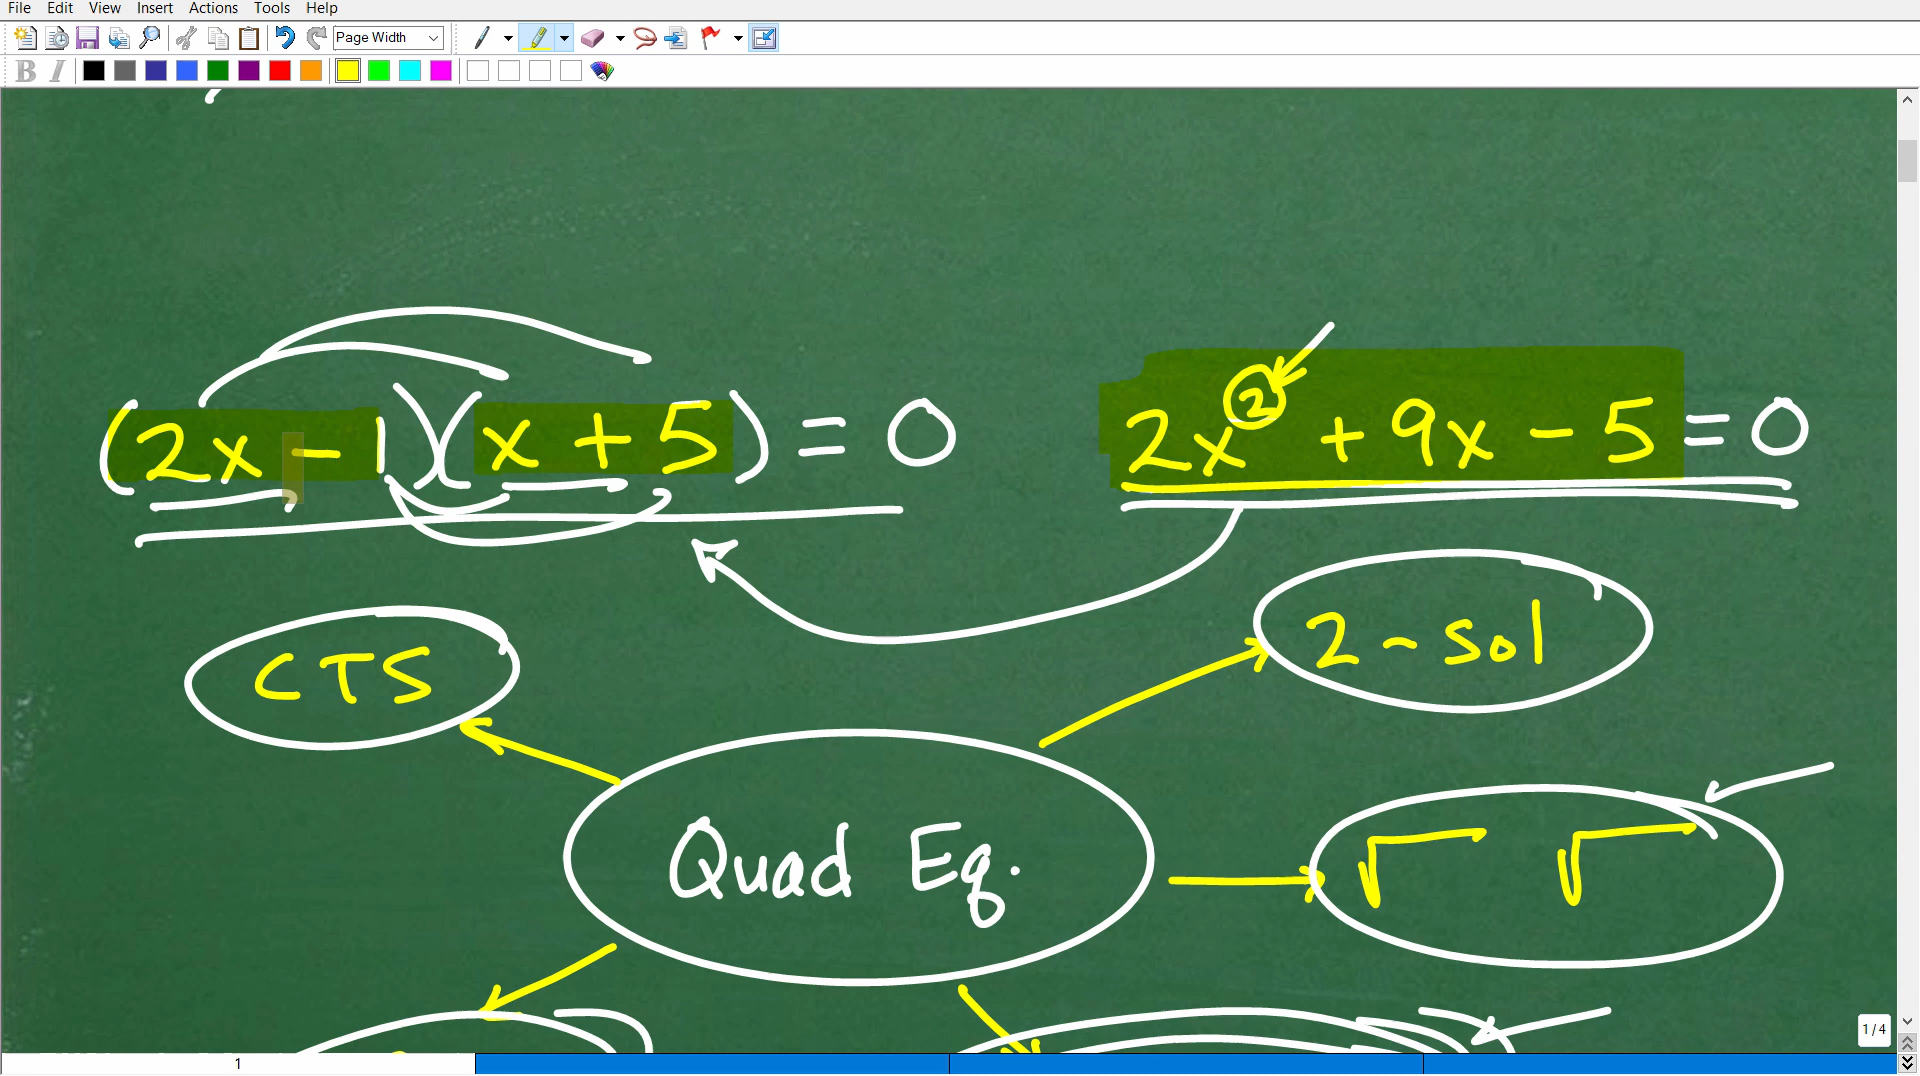 File Edit View Insert Actions Tools Help
Page Width
B I
(2x - 1)(x + 5) = 0
2x² + 9x - 5 = 0
CTS
2 - Sol
Quad Eq.
√ √
1 / 4
1